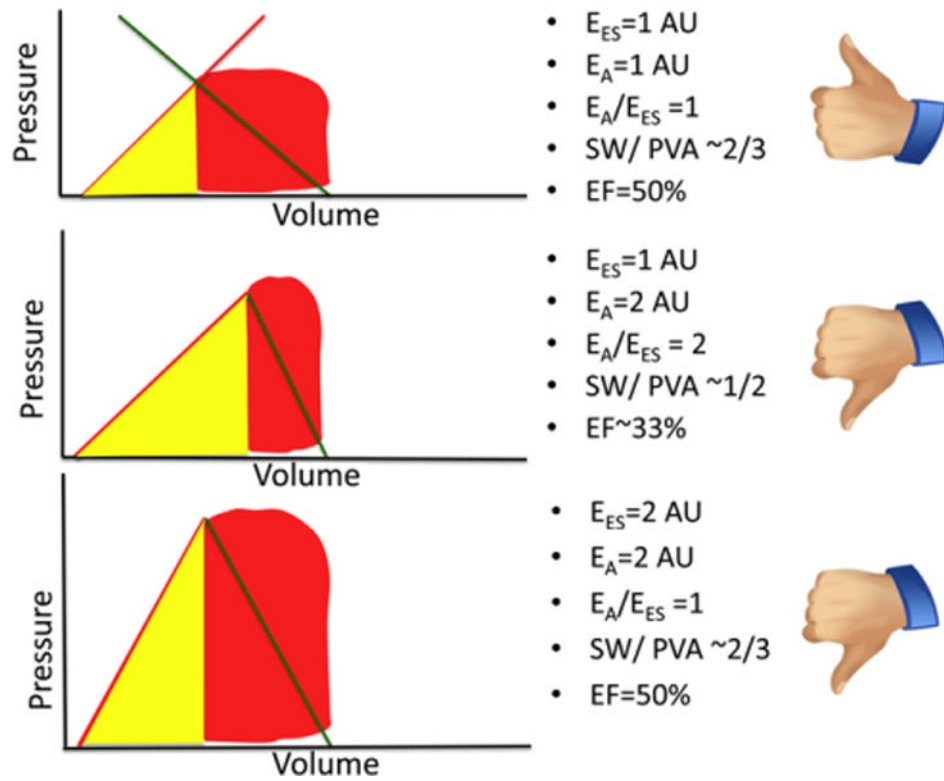 Pressure
Volume
• E_ES=1 AU
• E_A=1 AU
• E_A/E_ES =1
• SW/ PVA ~2/3
• EF=50%
Pressure
Volume
• E_ES=1 AU
• E_A=2 AU
• E_A/E_ES = 2
• SW/ PVA ~1/2
• EF~33%
Pressure
Volume
• E_ES=2 AU
• E_A=2 AU
• E_A/E_ES =1
• SW/ PVA ~2/3
• EF=50%